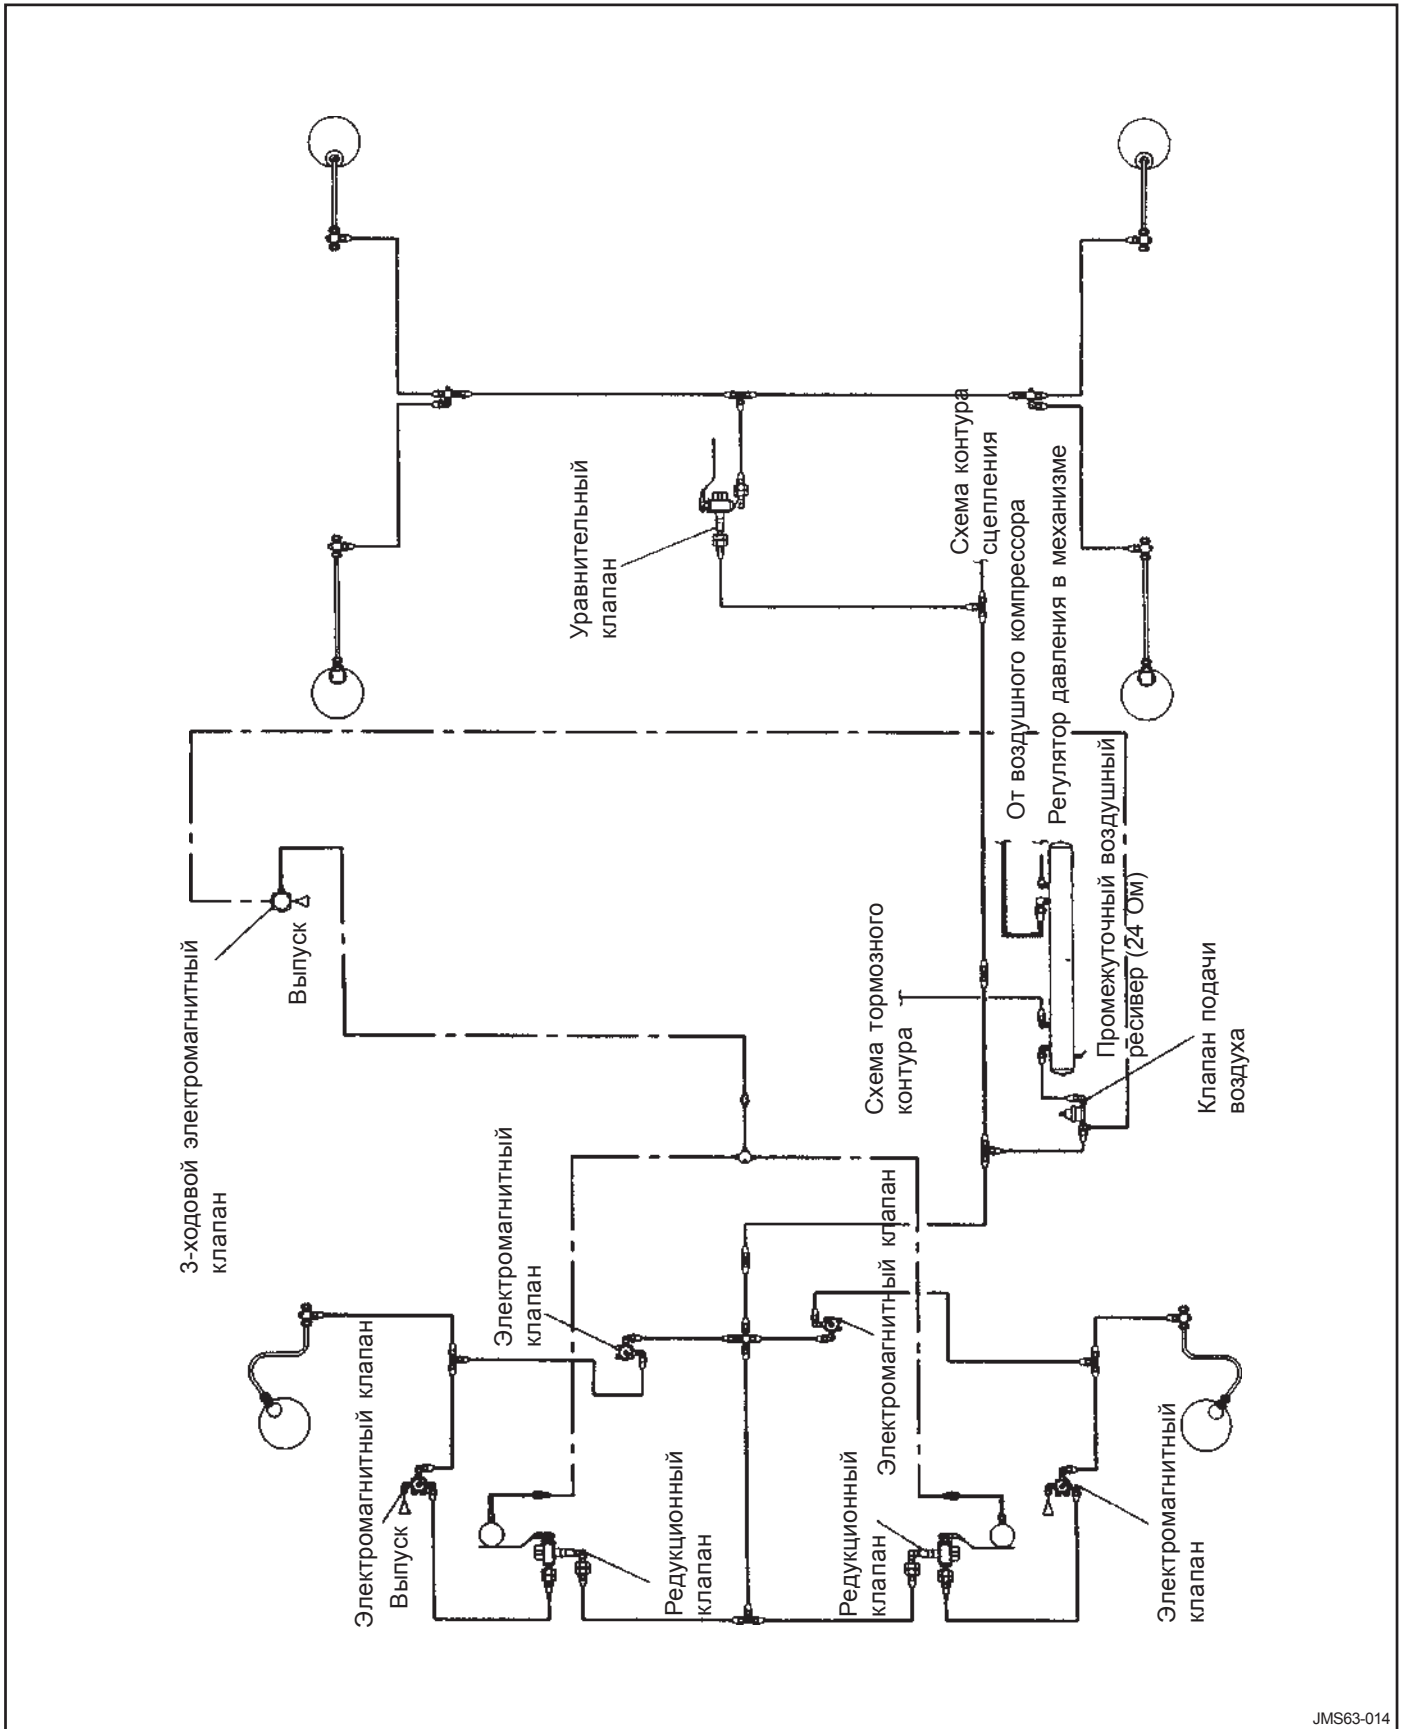 3-ходовой электромагнитный
клапан
Выпуск
Электромагнитный клапан
Выпуск
Электромагнитный
клапан
Уравнительный
клапан
Редукционный
клапан
Схема тормозного
контура
Электромагнитный клапан
Редукционный
клапан
Схема контура
сцепления
От воздушного компрессора
Регулятор давления в механизме
Промежуточный воздушный
ресивер (24 Ом)
Клапан подачи
воздуха
Электромагнитный
клапан
JMS63-014